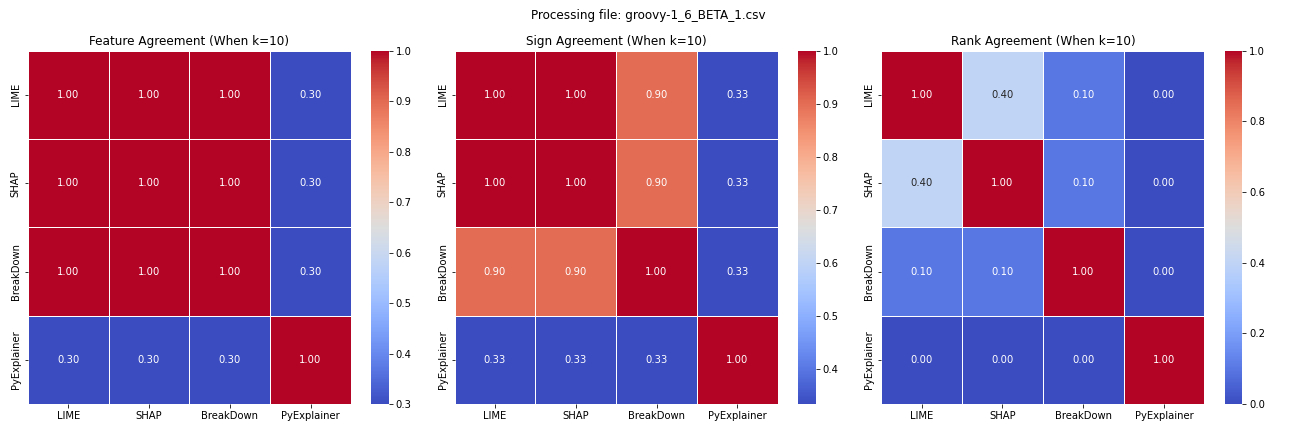 Processing file: groovy-1_6_BETA_1.csv
Feature Agreement (When k=10)
LIME
SHAP
BreakDown
PyExplainer
1.00 1.00 1.00 0.30
1.00 1.00 1.00 0.30
1.00 1.00 1.00 0.30
0.30 0.30 0.30 1.00
LIME SHAP BreakDown PyExplainer
1.0
0.9
0.8
0.7
0.6
0.5
0.4
0.3
Sign Agreement (When k=10)
LIME
SHAP
BreakDown
PyExplainer
1.00 1.00 0.90 0.33
1.00 1.00 0.90 0.33
0.90 0.90 1.00 0.33
0.33 0.33 0.33 1.00
LIME SHAP BreakDown PyExplainer
1.0
0.9
0.8
0.7
0.6
0.5
0.4
Rank Agreement (When k=10)
LIME
SHAP
BreakDown
PyExplainer
1.00 0.40 0.10 0.00
0.40 1.00 0.10 0.00
0.10 0.10 1.00 0.00
0.00 0.00 0.00 1.00
LIME SHAP BreakDown PyExplainer
1.0
0.8
0.6
0.4
0.2
0.0